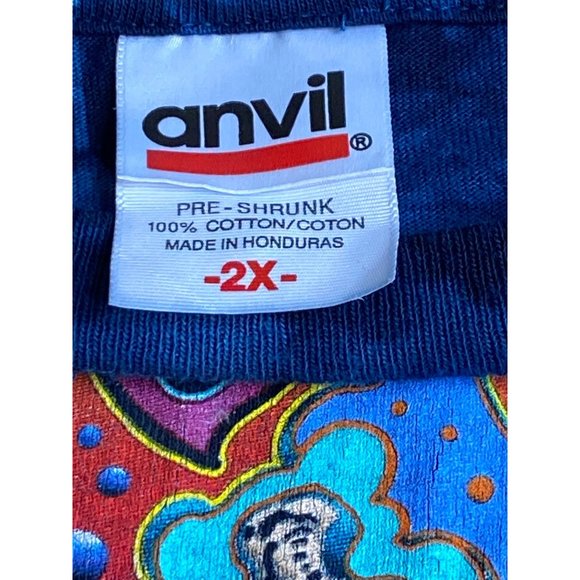 anvil®
PRE-SHRUNK
100% COTTON/COTON
MADE IN HONDURAS
-2X-